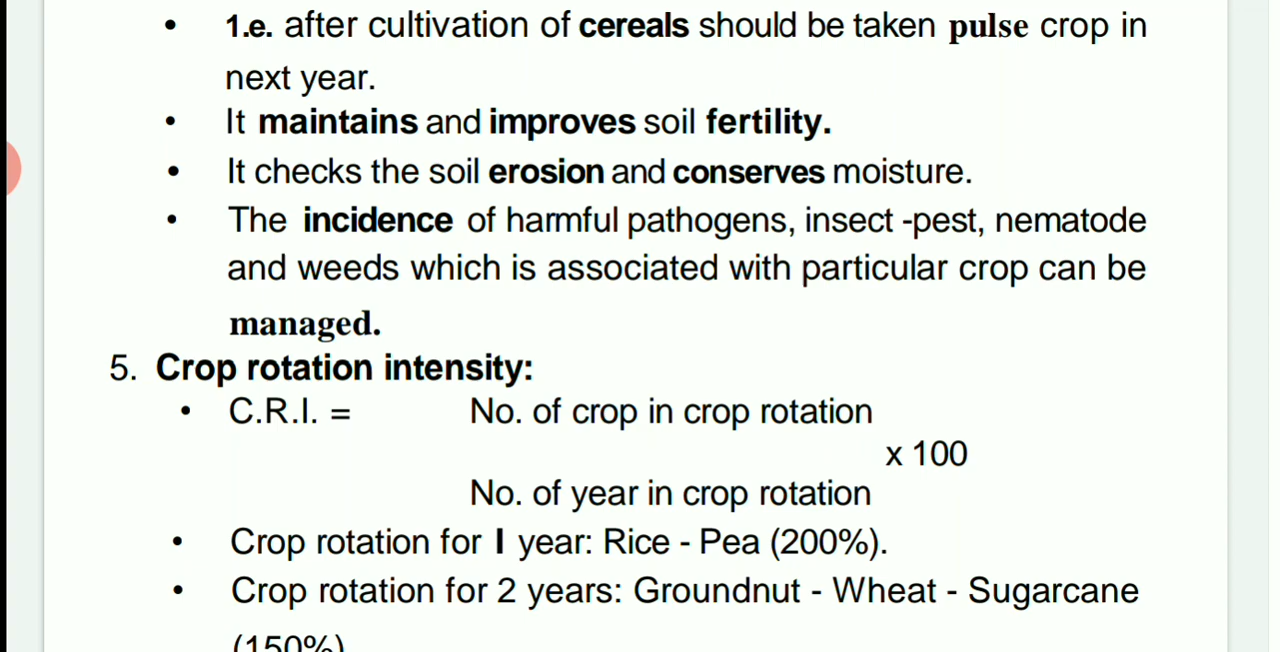 • 1.e. after cultivation of cereals should be taken pulse crop in
next year.
• It maintains and improves soil fertility.
• It checks the soil erosion and conserves moisture.
• The incidence of harmful pathogens, insect -pest, nematode
and weeds which is associated with particular crop can be
managed.
5. Crop rotation intensity:
• C.R.I. = No. of crop in crop rotation
x 100
No. of year in crop rotation
• Crop rotation for I year: Rice - Pea (200%).
• Crop rotation for 2 years: Groundnut - Wheat - Sugarcane
(150%)